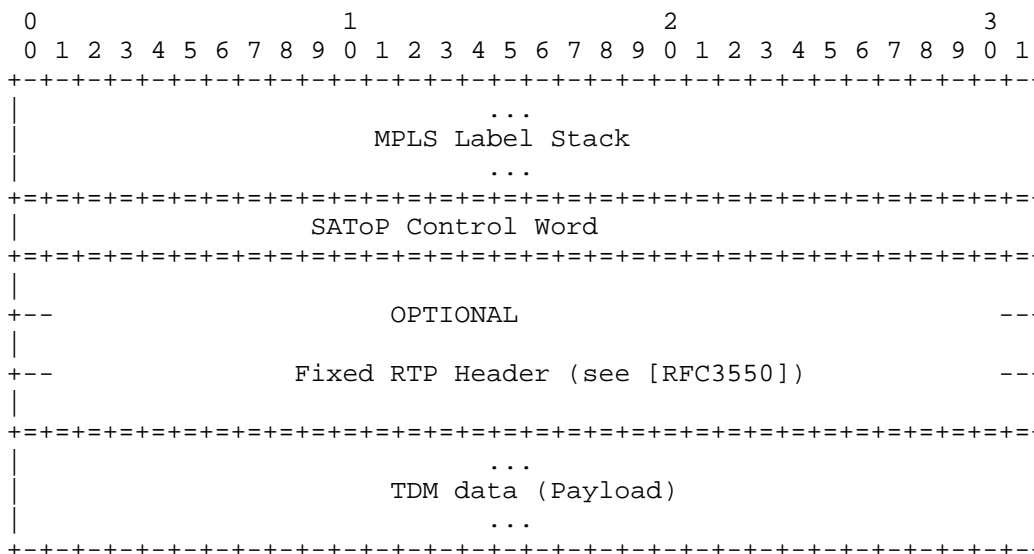 0                   1                   2                   3
 0 1 2 3 4 5 6 7 8 9 0 1 2 3 4 5 6 7 8 9 0 1 2 3 4 5 6 7 8 9 0 1
+-+-+-+-+-+-+-+-+-+-+-+-+-+-+-+-+-+-+-+-+-+-+-+-+-+-+-+-+-+-+-+-
|                             ...
|                      MPLS Label Stack
|                             ...
+=+=+=+=+=+=+=+=+=+=+=+=+=+=+=+=+=+=+=+=+=+=+=+=+=+=+=+=+=+=+=+=
|                  SAToP Control Word
+=+=+=+=+=+=+=+=+=+=+=+=+=+=+=+=+=+=+=+=+=+=+=+=+=+=+=+=+=+=+=+=
|
+--                     OPTIONAL                              --
|
+--               Fixed RTP Header (see [RFC3550])            --
|
+=+=+=+=+=+=+=+=+=+=+=+=+=+=+=+=+=+=+=+=+=+=+=+=+=+=+=+=+=+=+=+=
|                             ...
|                       TDM data (Payload)
|                             ...
+-+-+-+-+-+-+-+-+-+-+-+-+-+-+-+-+-+-+-+-+-+-+-+-+-+-+-+-+-+-+-+-